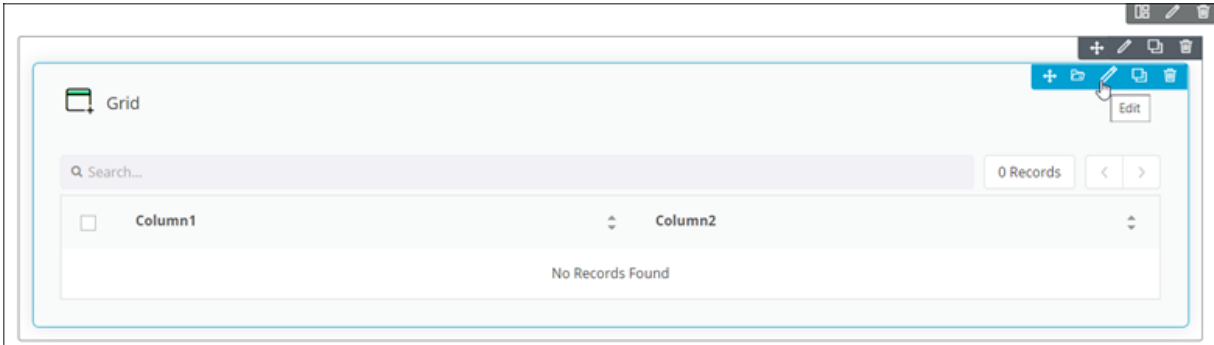 Grid
Edit
Search...
0 Records
Column1 Column2
No Records Found